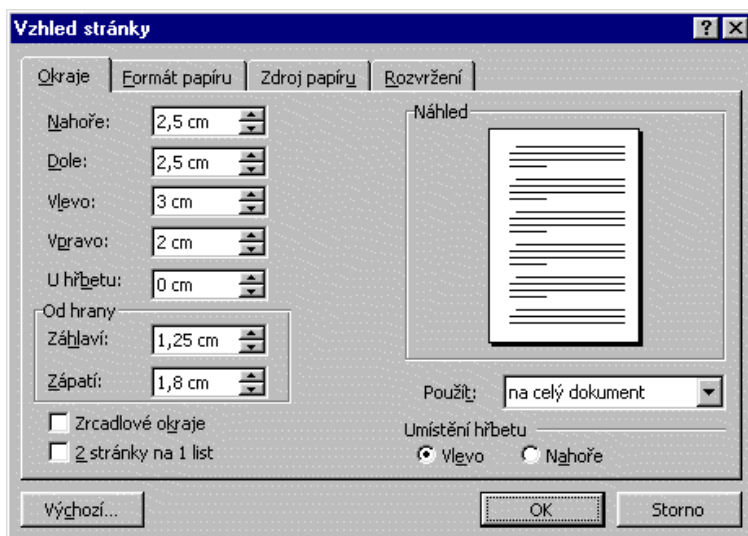 Vzhled stránky
Okraje Formát papíru Zdroj papíru Rozvržení
Nahoře: 2,5 cm
Dole: 2,5 cm
Vlevo: 3 cm
Vpravo: 2 cm
U hřbetu: 0 cm
Od hrany
Záhlaví: 1,25 cm
Zápatí: 1,8 cm
Zrcadlové okraje
2 stránky na 1 list
Náhled
Použít: na celý dokument
Umístění hřbetu
Vlevo Nahoře
Výchozí... OK Storno